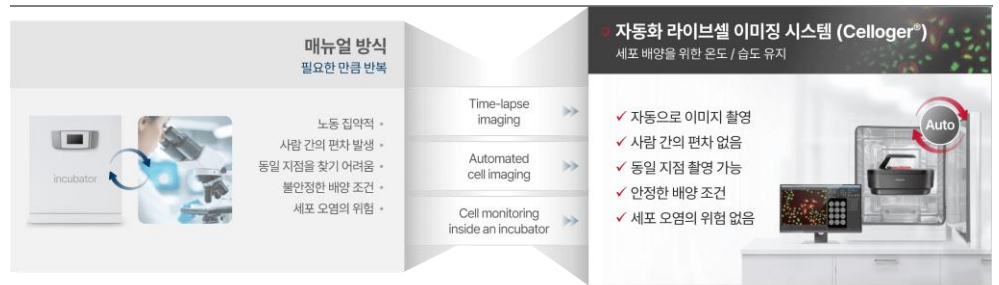 매뉴얼 방식
필요한 만큼 반복
incubator
노동 집약적
사람 간의 편차 발생
동일 지점을 찾기 어려움
불안정한 배양 조건
세포 오염의 위험
Time-lapse
imaging
Automated
cell imaging
Cell monitoring
inside an incubator
자동화 라이브셀 이미징 시스템 (Celloger®)
세포 배양을 위한 온도 / 습도 유지
✓ 자동으로 이미지 촬영
✓ 사람 간의 편차 없음
✓ 동일 지점 촬영 가능
✓ 안정한 배양 조건
✓ 세포 오염의 위험 없음
Auto